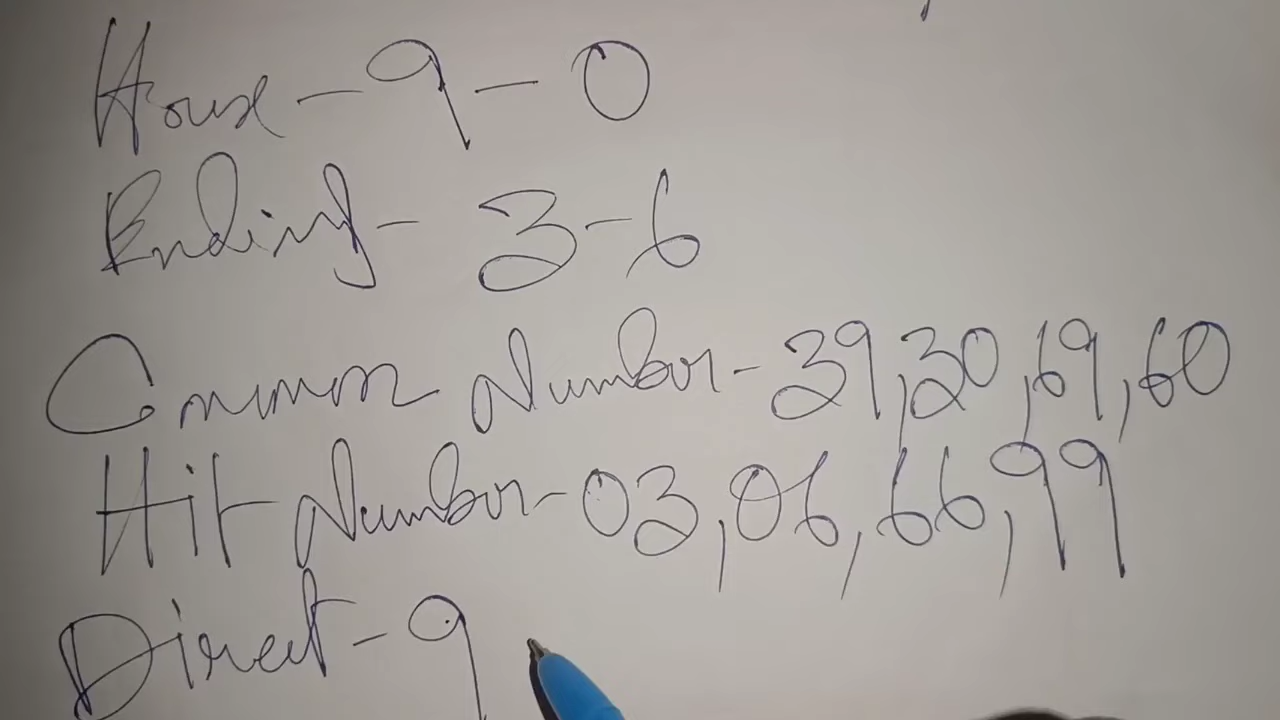 House - 9 - 0
Ending - 3 - 6
Common Number - 39, 30, 69, 60
Hit Number - 03, 06, 66, 99
Direct - 9